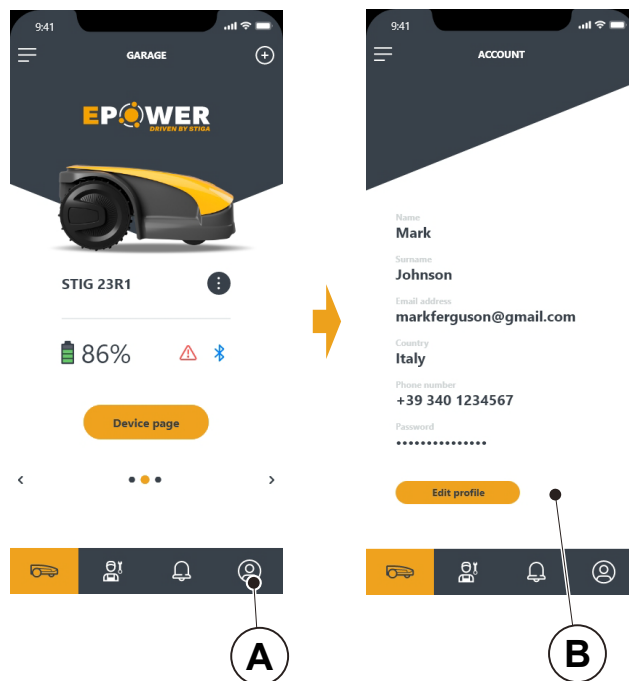 9:41
GARAGE
EPOWER
DRIVEN BY STIGA
STIG 23R1
86%
Device page
A
9:41
ACCOUNT
Name
Mark
Surname
Johnson
Email address
markferguson@gmail.com
Country
Italy
Phone number
+39 340 1234567
Password
•••••••••••••••
Edit profile
B